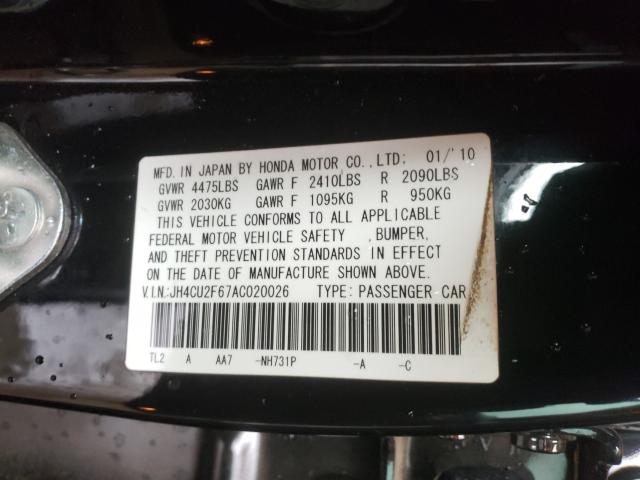 MFD. IN JAPAN BY HONDA MOTOR CO., LTD; 01/'10
GVWR 4475LBS GAWR F 2410LBS R 2090LBS
GVWR 2030KG GAWR F 1095KG R 950KG
THIS VEHICLE CONFORMS TO ALL APPLICABLE
FEDERAL MOTOR VEHICLE SAFETY ,BUMPER,
AND THEFT PREVENTION STANDARDS IN EFFECT
ON THE DATE OF MANUFACTURE SHOWN ABOVE.
V.I.N.:JH4CU2F67AC020026 TYPE: PASSENGER CAR
TL2 A AA7 -NH731P -A -C